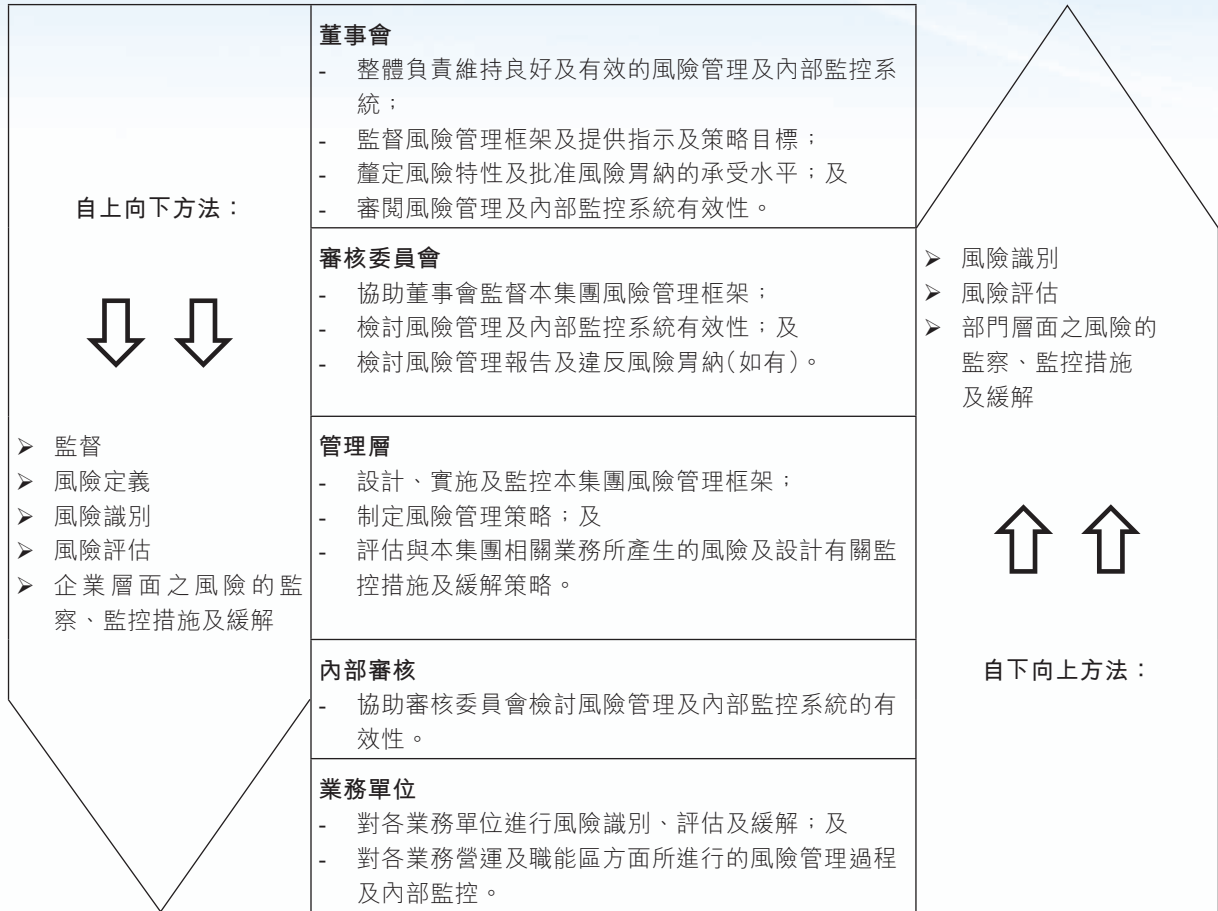 自上向下方法：
➢ 監督
➢ 風險定義
➢ 風險識別
➢ 風險評估
➢ 企業層面之風險的監
察、監控措施及緩解
董事會
- 整體負責維持良好及有效的風險管理及內部監控系
統；
- 監督風險管理框架及提供指示及策略目標；
- 釐定風險特性及批准風險胃納的承受水平；及
- 審閱風險管理及內部監控系統有效性。
審核委員會
- 協助董事會監督本集團風險管理框架；
- 檢討風險管理及內部監控系統有效性；及
- 檢討風險管理報告及違反風險胃納(如有)。
管理層
- 設計、實施及監控本集團風險管理框架；
- 制定風險管理策略；及
- 評估與本集團相關業務所產生的風險及設計有關監
控措施及緩解策略。
內部審核
- 協助審核委員會檢討風險管理及內部監控系統的有
效性。
業務單位
- 對各業務單位進行風險識別、評估及緩解；及
- 對各業務營運及職能區方面所進行的風險管理過程
及內部監控。
➢ 風險識別
➢ 風險評估
➢ 部門層面之風險的
監察、監控措施
及緩解
自下向上方法：